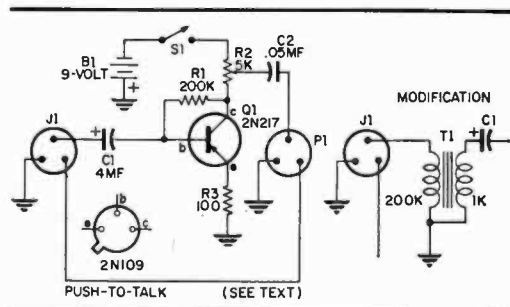 S1
B1
9-VOLT
+
R2
5K
C2
.05MF
R1
200K
c
Q1
2N217
b
e
J1
+
C1
4MF
P1
R3
100
b
e
c
2N109
PUSH-TO-TALK
(SEE TEXT)
MODIFICATION
J1
T1
+
C1
200K
1K